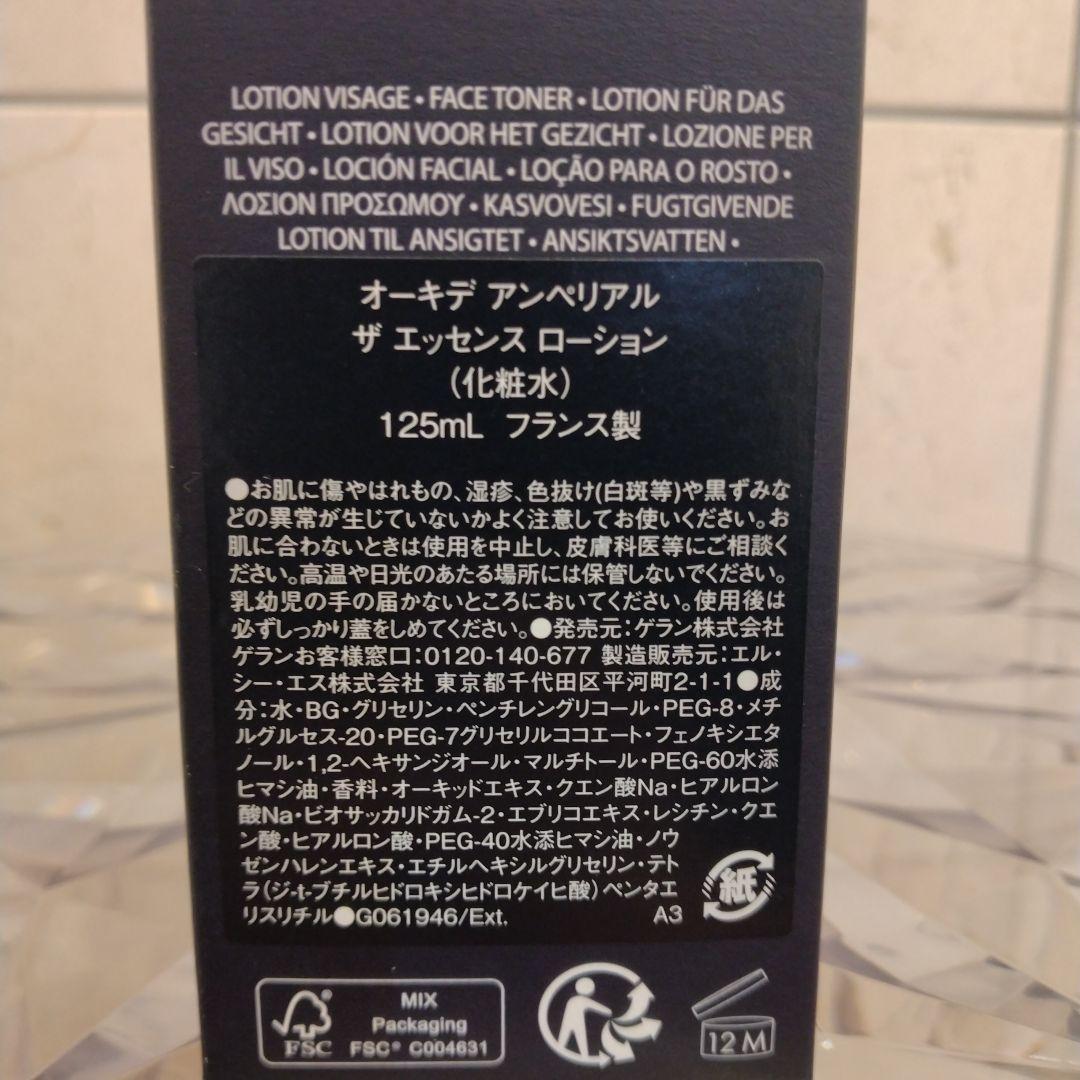 LOTION VISAGE • FACE TONER • LOTION FÜR DAS
GESICHT • LOTION VOOR HET GEZICHT • LOZIONE PER
IL VISO • LOCIÓN FACIAL • LOÇÃO PARA O ROSTO •
ΛΟΣΙΟΝ ΠΡΟΣΩΜΟΥ • KASVOVESI • FUGTGIVENDE
LOTION TIL ANSIGTET • ANSIKTSVATTEN •
オーキデ アンペリアル
ザ エッセンス ローション
(化粧水)
125mL フランス製
●お肌に傷やはれもの、湿疹、色抜け(白斑等)や黒ずみな
どの異常が生じていないかよく注意してお使いください。お
肌に合わないときは使用を中止し、皮膚科医等にご相談く
ださい。高温や日光のあたる場所には保管しないでください。
乳幼児の手の届かないところにおいてください。使用後は
必ずしっかり蓋をしめてください。●発売元:ゲラン株式会社
ゲランお客様窓口:0120-140-677 製造販売元:エル・
シー・エス株式会社 東京都千代田区平河町2-1-1●成
分:水・BG・グリセリン・ペンチレングリコール・PEG-8・メチ
ルグルセス-20・PEG-7グリセリルココエート・フェノキシエタ
ノール・1,2-ヘキサンジオール・マルチトール・PEG-60水添
ヒマシ油・香料・オーキッドエキス・クエン酸Na・ヒアルロン
酸Na・ビオサッカリドガム-2・エブリコエキス・レシチン・クエ
ン酸・ヒアルロン酸・PEG-40水添ヒマシ油・ノウ
ゼンハレンエキス・エチルヘキシルグリセリン・テト
ラ(ジ-t-ブチルヒドロキシヒドロケイヒ酸)ペンタエ
リスリチル●G061946/Ext.
A3
紙
FSC
MIX
Packaging
FSC® C004631
12 M